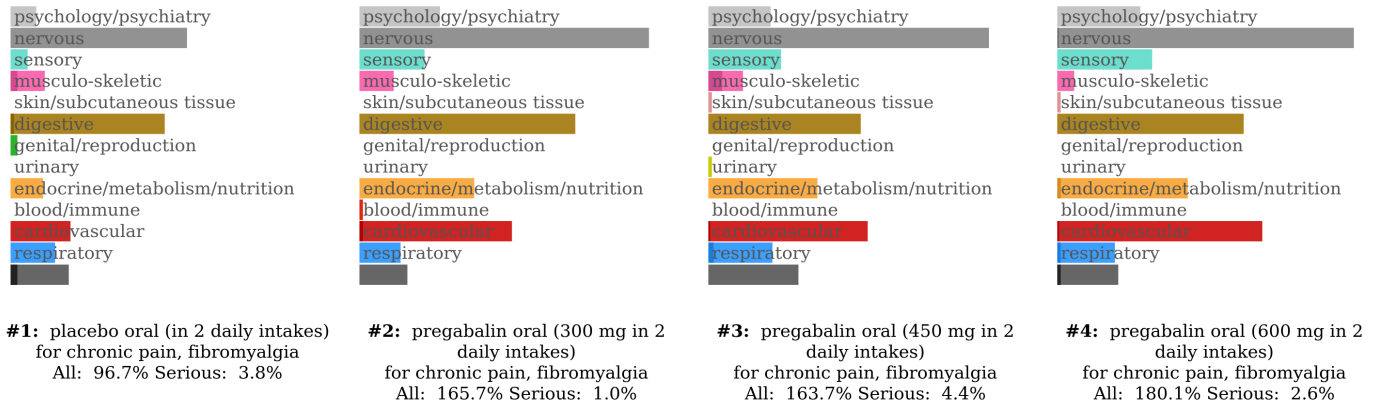 psychology/psychiatry
nervous
sensory
musculo-skeletic
skin/subcutaneous tissue
digestive
genital/reproduction
urinary
endocrine/metabolism/nutrition
blood/immune
cardiovascular
respiratory
#1: placebo oral (in 2 daily intakes)
for chronic pain, fibromyalgia
All: 96.7% Serious: 3.8%
psychology/psychiatry
nervous
sensory
musculo-skeletic
skin/subcutaneous tissue
digestive
genital/reproduction
urinary
endocrine/metabolism/nutrition
blood/immune
cardiovascular
respiratory
#2: pregabalin oral (300 mg in 2
daily intakes)
for chronic pain, fibromyalgia
All: 165.7% Serious: 1.0%
psychology/psychiatry
nervous
sensory
musculo-skeletic
skin/subcutaneous tissue
digestive
genital/reproduction
urinary
endocrine/metabolism/nutrition
blood/immune
cardiovascular
respiratory
#3: pregabalin oral (450 mg in 2
daily intakes)
for chronic pain, fibromyalgia
All: 163.7% Serious: 4.4%
psychology/psychiatry
nervous
sensory
musculo-skeletic
skin/subcutaneous tissue
digestive
genital/reproduction
urinary
endocrine/metabolism/nutrition
blood/immune
cardiovascular
respiratory
#4: pregabalin oral (600 mg in 2
daily intakes)
for chronic pain, fibromyalgia
All: 180.1% Serious: 2.6%